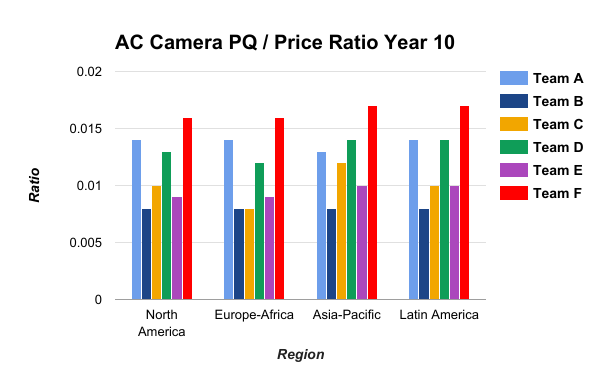 AC Camera PQ / Price Ratio Year 10
0.02
0.015
0.01
0.005
0
Ratio
North
America
Europe-Africa
Asia-Pacific
Latin America
Region
Team A
Team B
Team C
Team D
Team E
Team F